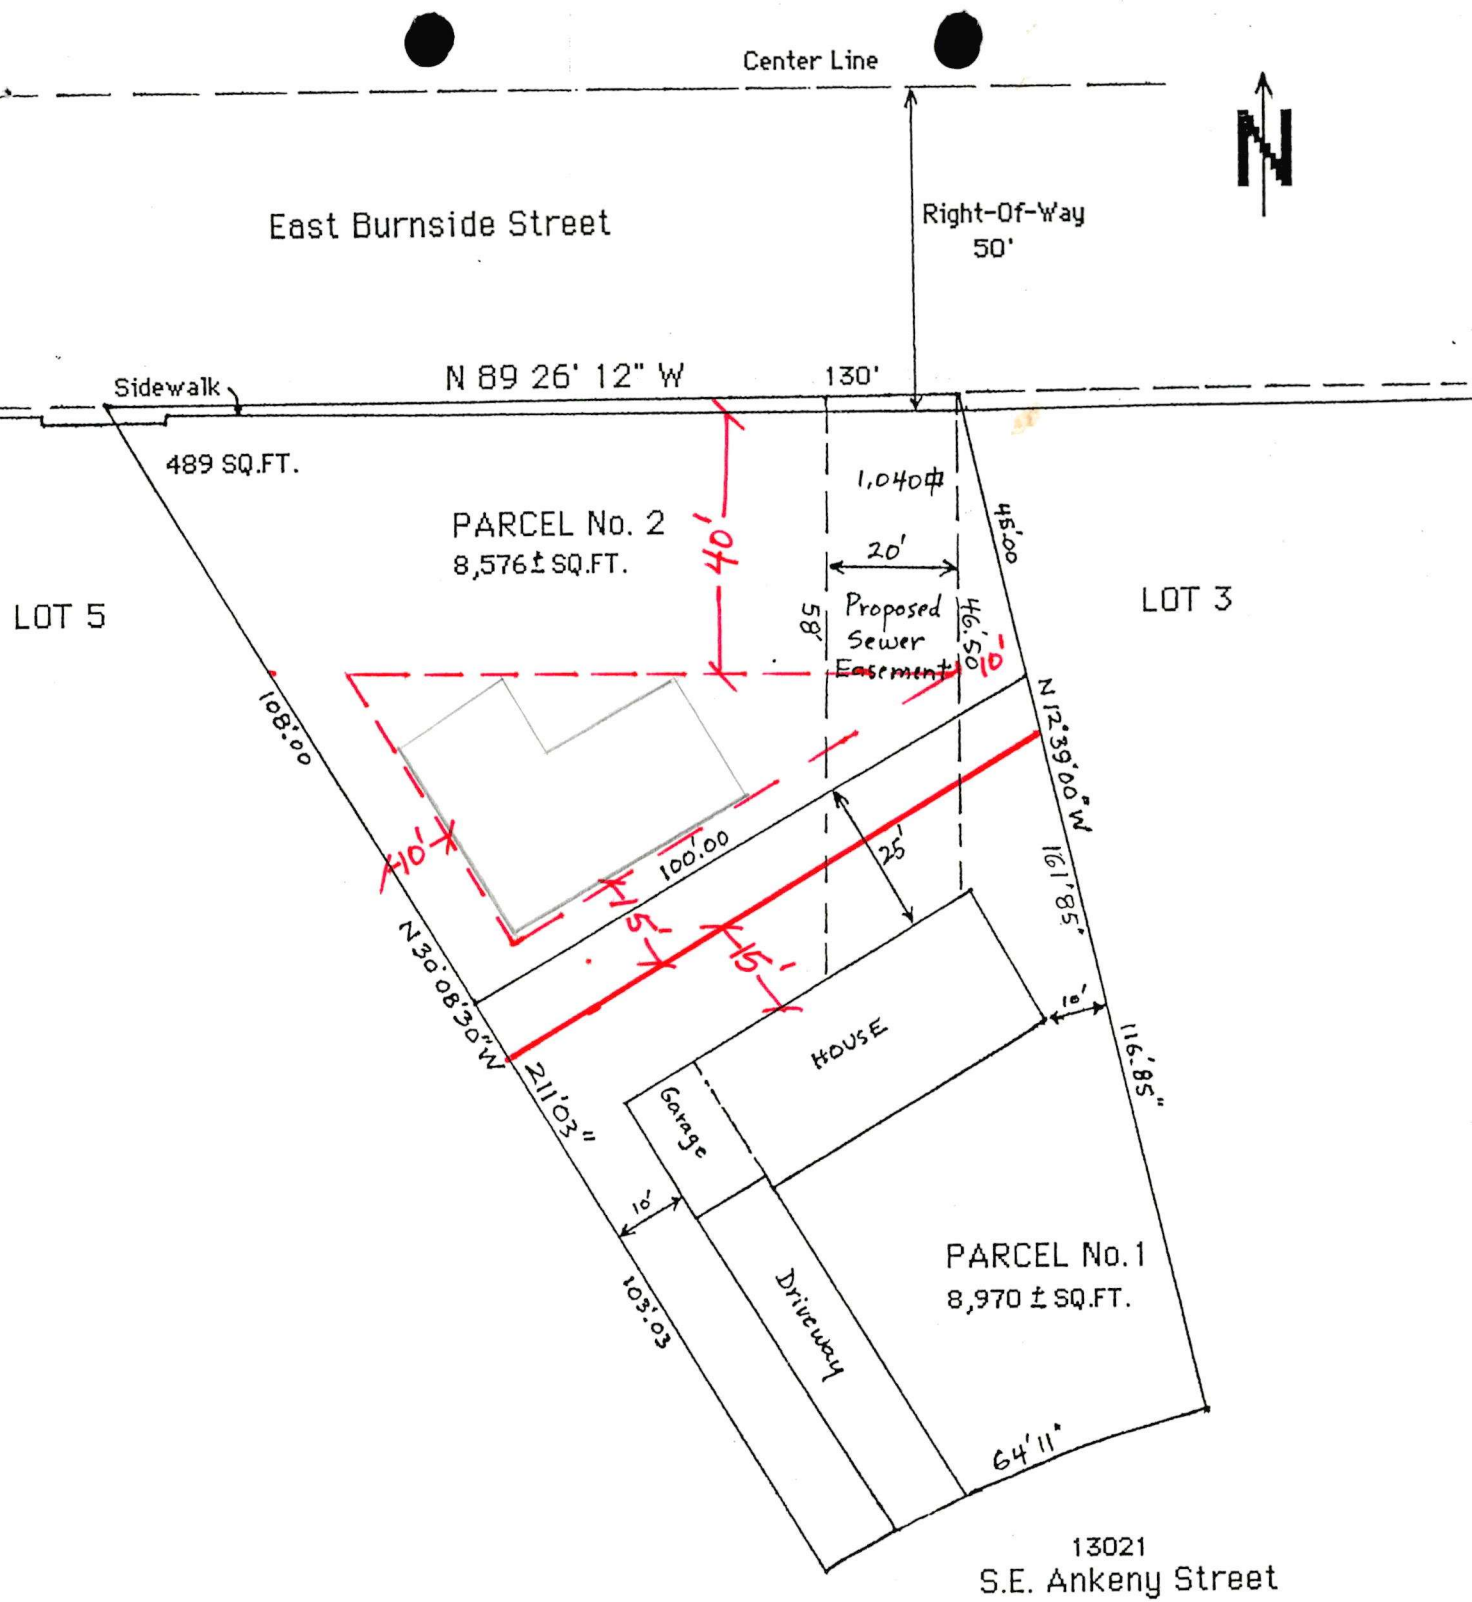 Center Line
N
East Burnside Street
Right-Of-Way
50'
N 89 26' 12" W
130'
Sidewalk
489 SQ.FT.
1,040
PARCEL No. 2
8,576± SQ.FT.
40'
20'
45'.00
LOT 5
LOT 3
58'
Proposed
Sewer
Easement
46'.50
10'
108'.00
N 12°39'00" W
10'
100'.00
25'
161'85"
15'
15'
N 30°08'30" W
211'03"
HOUSE
10'
116'.85"
Garage
10'
103'.03
Driveway
PARCEL No. 1
8,970 ± SQ.FT.
64'11"
13021
S.E. Ankeny Street